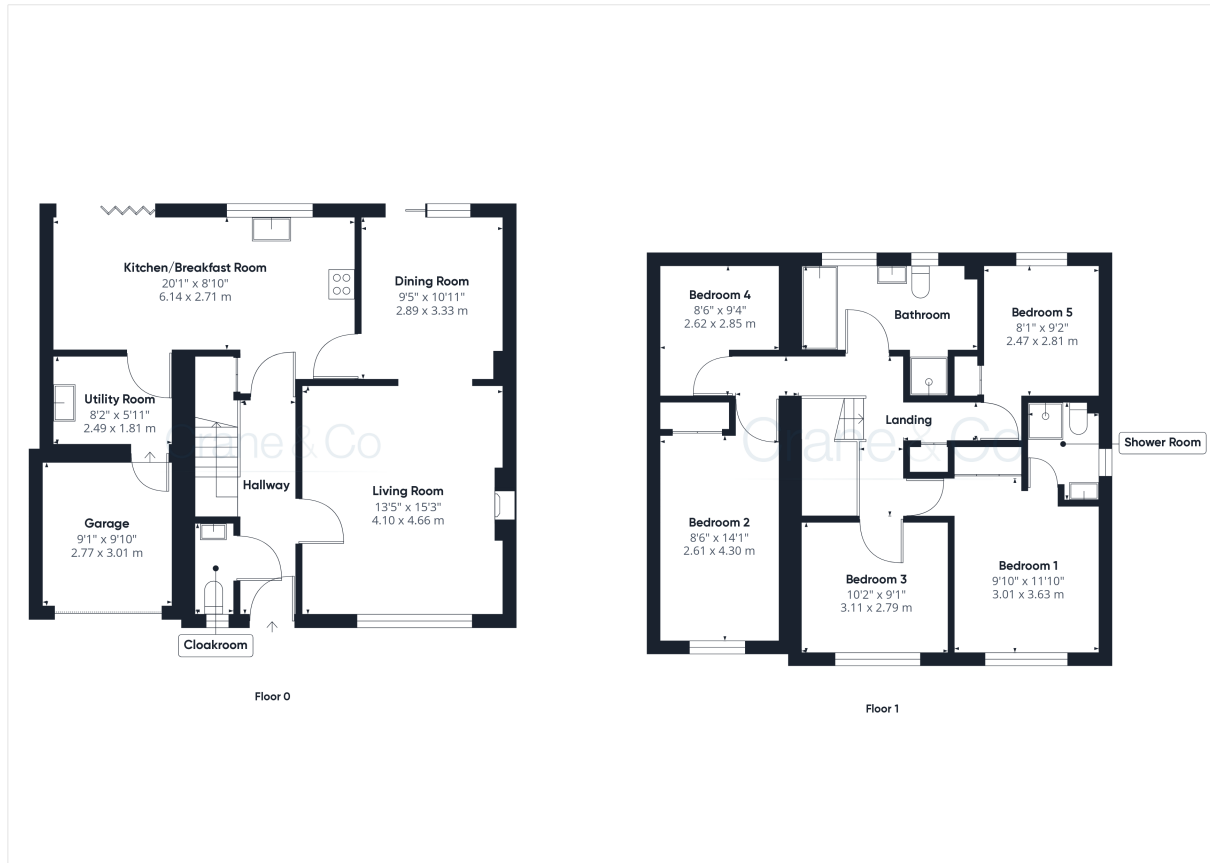 Kitchen/Breakfast Room
20'1" x 8'10"
6.14 x 2.71 m
Dining Room
9'5" x 10'11"
2.89 x 3.33 m
Utility Room
8'2" x 5'11"
2.49 x 1.81 m
Crane & Co
Hallway
Living Room
13'5" x 15'3"
4.10 x 4.66 m
Garage
9'1" x 9'10"
2.77 x 3.01 m
Cloakroom
Floor 0
Bedroom 4
8'6" x 9'4"
2.62 x 2.85 m
Bathroom
Bedroom 5
8'1" x 9'2"
2.47 x 2.81 m
Landing
Crane & Co
Shower Room
Bedroom 2
8'6" x 14'1"
2.61 x 4.30 m
Bedroom 3
10'2" x 9'1"
3.11 x 2.79 m
Bedroom 1
9'10" x 11'10"
3.01 x 3.63 m
Floor 1